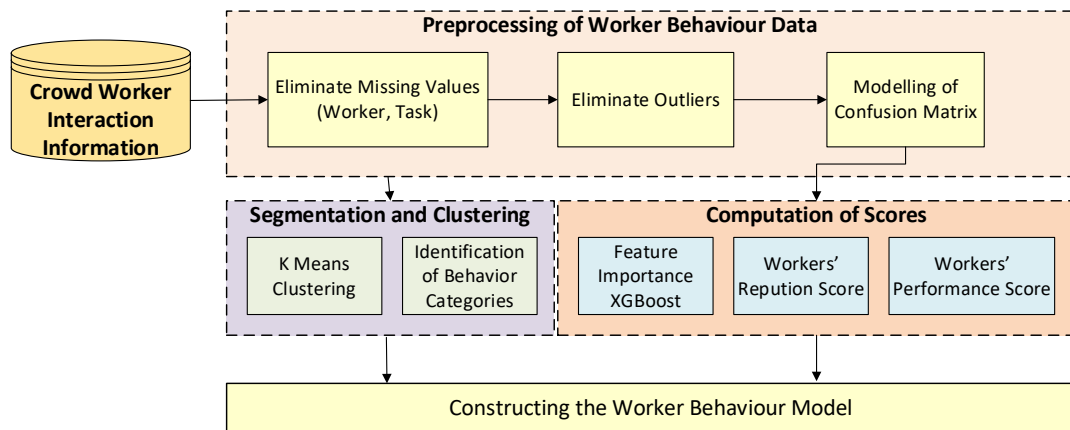 Preprocessing of Worker Behaviour Data
Crowd Worker
Interaction
Information
Eliminate Missing Values
(Worker, Task)
Eliminate Outliers
Modelling of
Confusion Matrix
Segmentation and Clustering
K Means
Clustering
Identification
of Behavior
Categories
Computation of Scores
Feature
Importance
XGBoost
Workers’
Repution Score
Workers’
Performance Score
Constructing the Worker Behaviour Model